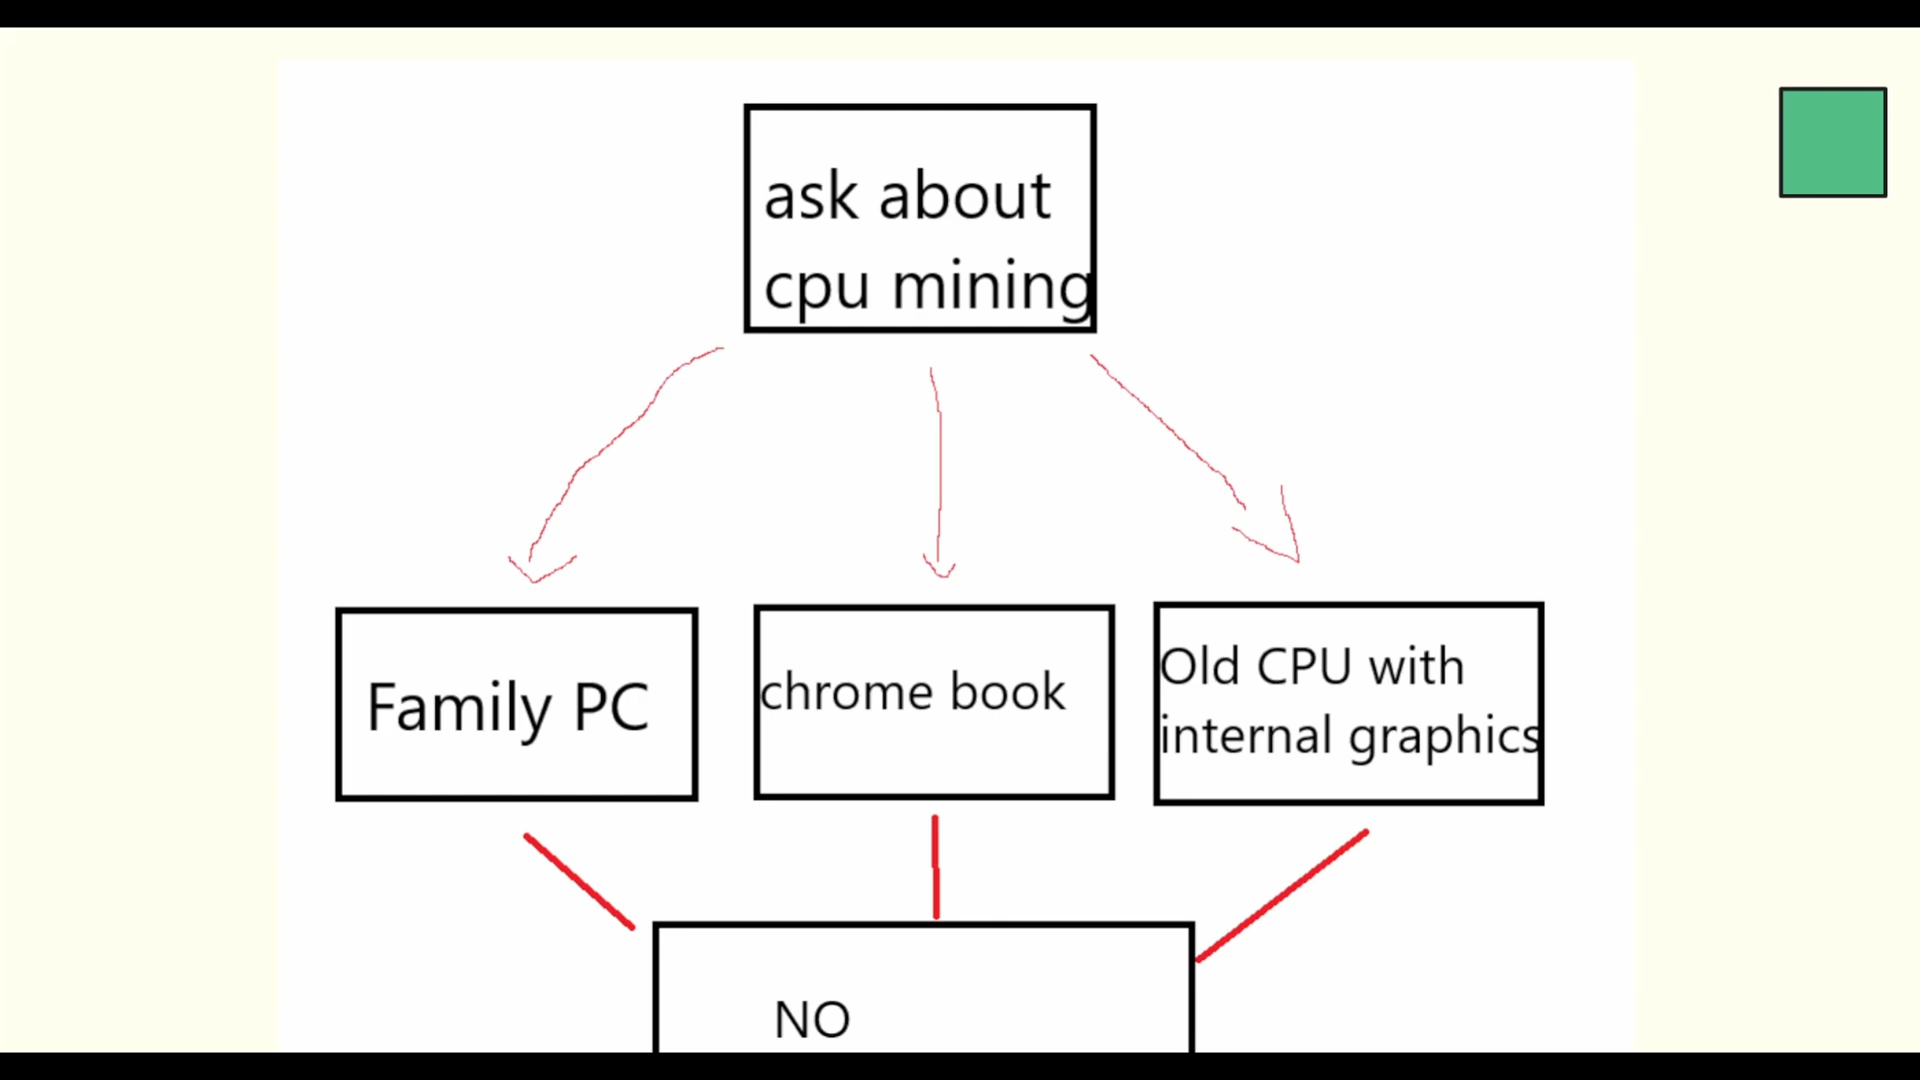 ask about
cpu mining
Family PC
chrome book
Old CPU with
internal graphics
NO